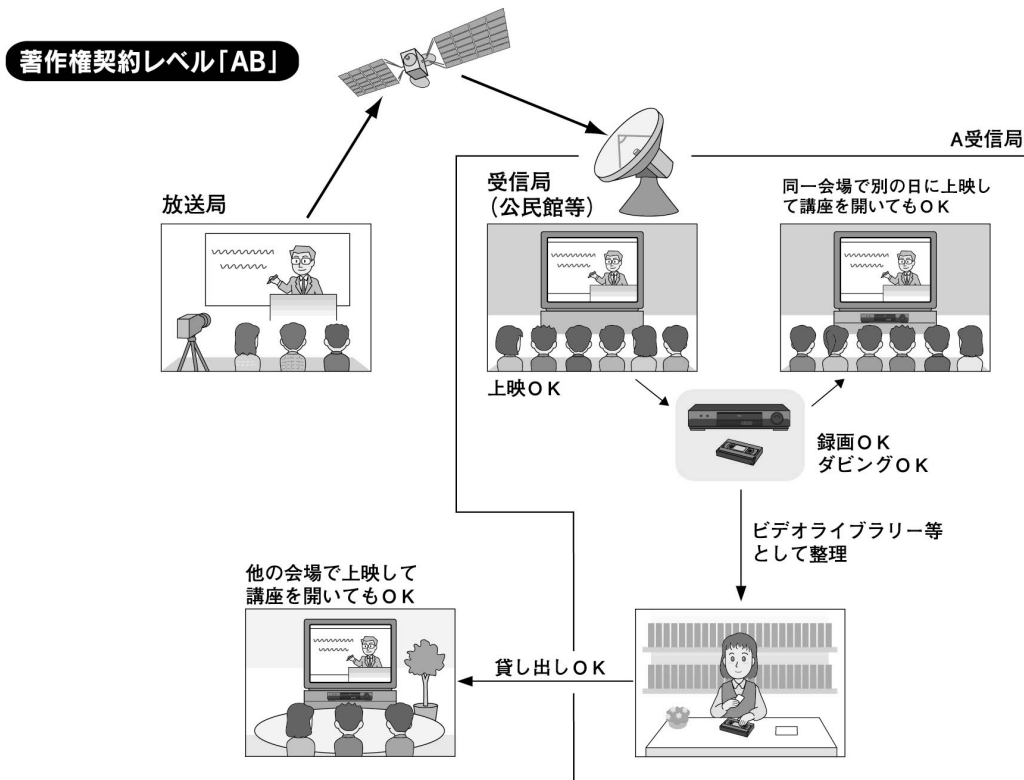 著作権契約レベル「AB」
A受信局
放送局
受信局
（公民館等）
同一会場で別の日に上映し
て講座を開いてもＯＫ
上映ＯＫ
録画ＯＫ
ダビングＯＫ
ビデオライブラリー等
として整理
他の会場で上映して
講座を開いてもＯＫ
貸し出しＯＫ